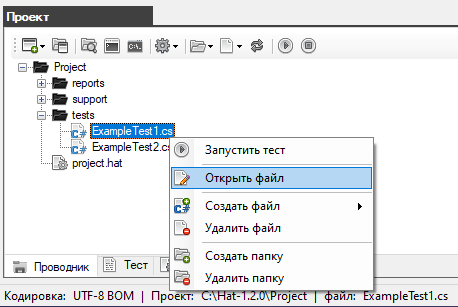 Проект
Project
reports
support
tests
ExampleTest1.cs
ExampleTest2.cs
project.hat
Запустить тест
Открыть файл
Создать файл
Удалить файл
Создать папку
Удалить папку
Проводник Тест
Кодировка: UTF-8 BOM | Проект: C:\Hat-1.2.0\Project | файл: ExampleTest1.cs